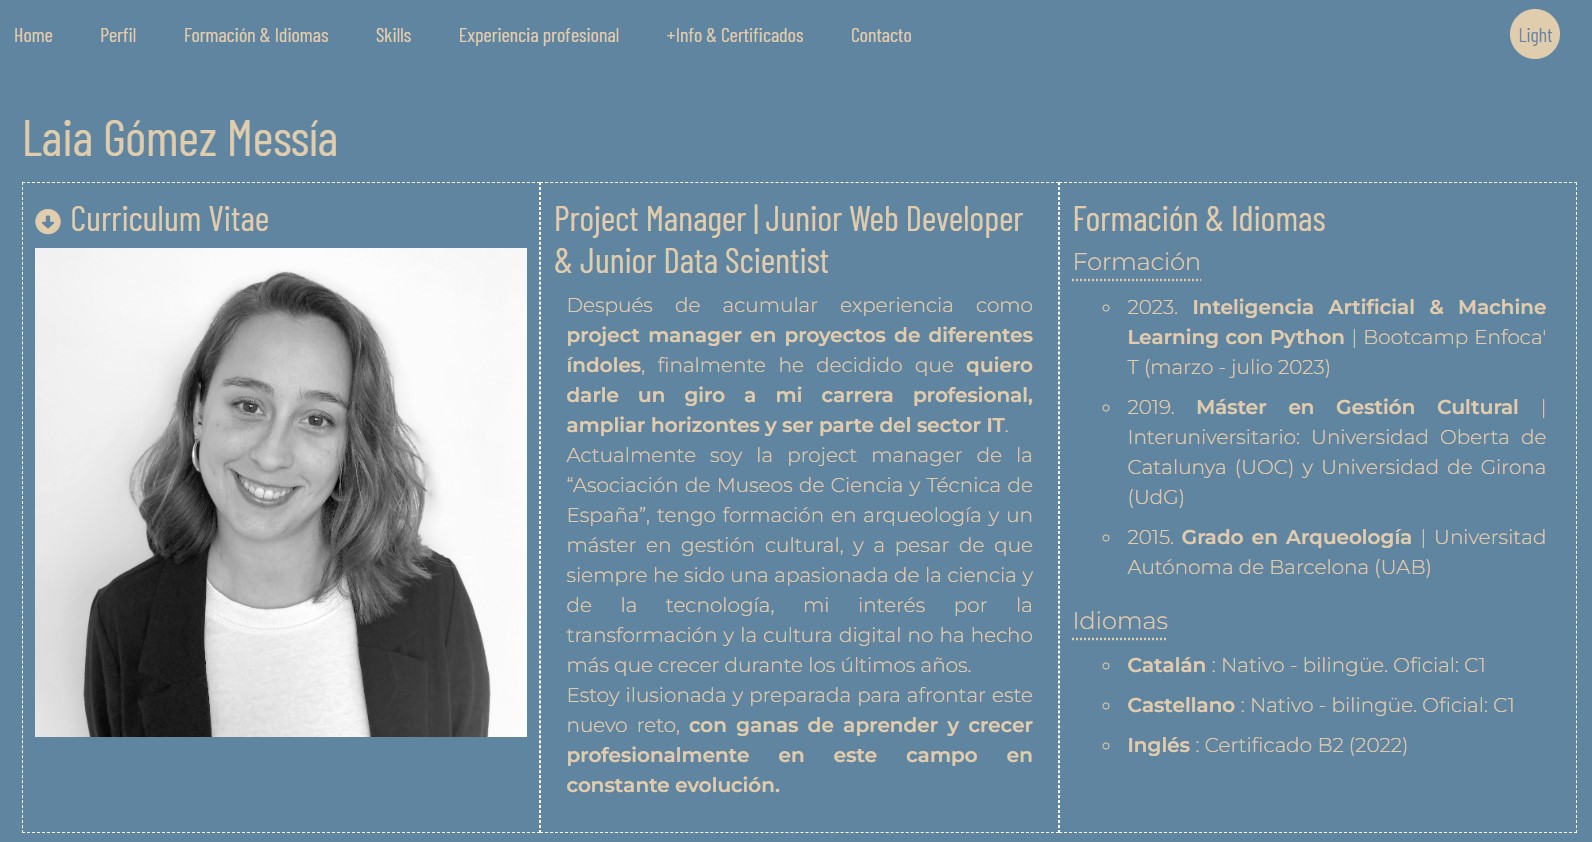 Home Perfil Formación & Idiomas Skills Experiencia profesional +Info & Certificados Contacto Light
Laia Gómez Messía
Curriculum Vitae
Project Manager | Junior Web Developer
& Junior Data Scientist
Después de acumular experiencia como
project manager en proyectos de diferentes
índoles, finalmente he decidido que quiero
darle un giro a mi carrera profesional,
ampliar horizontes y ser parte del sector IT.
Actualmente soy la project manager de la
“Asociación de Museos de Ciencia y Técnica de
España”, tengo formación en arqueología y un
máster en gestión cultural, y a pesar de que
siempre he sido una apasionada de la ciencia y
de la tecnología, mi interés por la
transformación y la cultura digital no ha hecho
más que crecer durante los últimos años.
Estoy ilusionada y preparada para afrontar este
nuevo reto, con ganas de aprender y crecer
profesionalmente en este campo en
constante evolución.
Formación & Idiomas
Formación
2023. Inteligencia Artificial & Machine
Learning con Python | Bootcamp Enfoca'
T (marzo - julio 2023)
2019. Máster en Gestión Cultural |
Interuniversitario: Universidad Oberta de
Catalunya (UOC) y Universidad de Girona
(UdG)
2015. Grado en Arqueología | Universitad
Autónoma de Barcelona (UAB)
Idiomas
Catalán : Nativo - bilingüe. Oficial: C1
Castellano : Nativo - bilingüe. Oficial: C1
Inglés : Certificado B2 (2022)